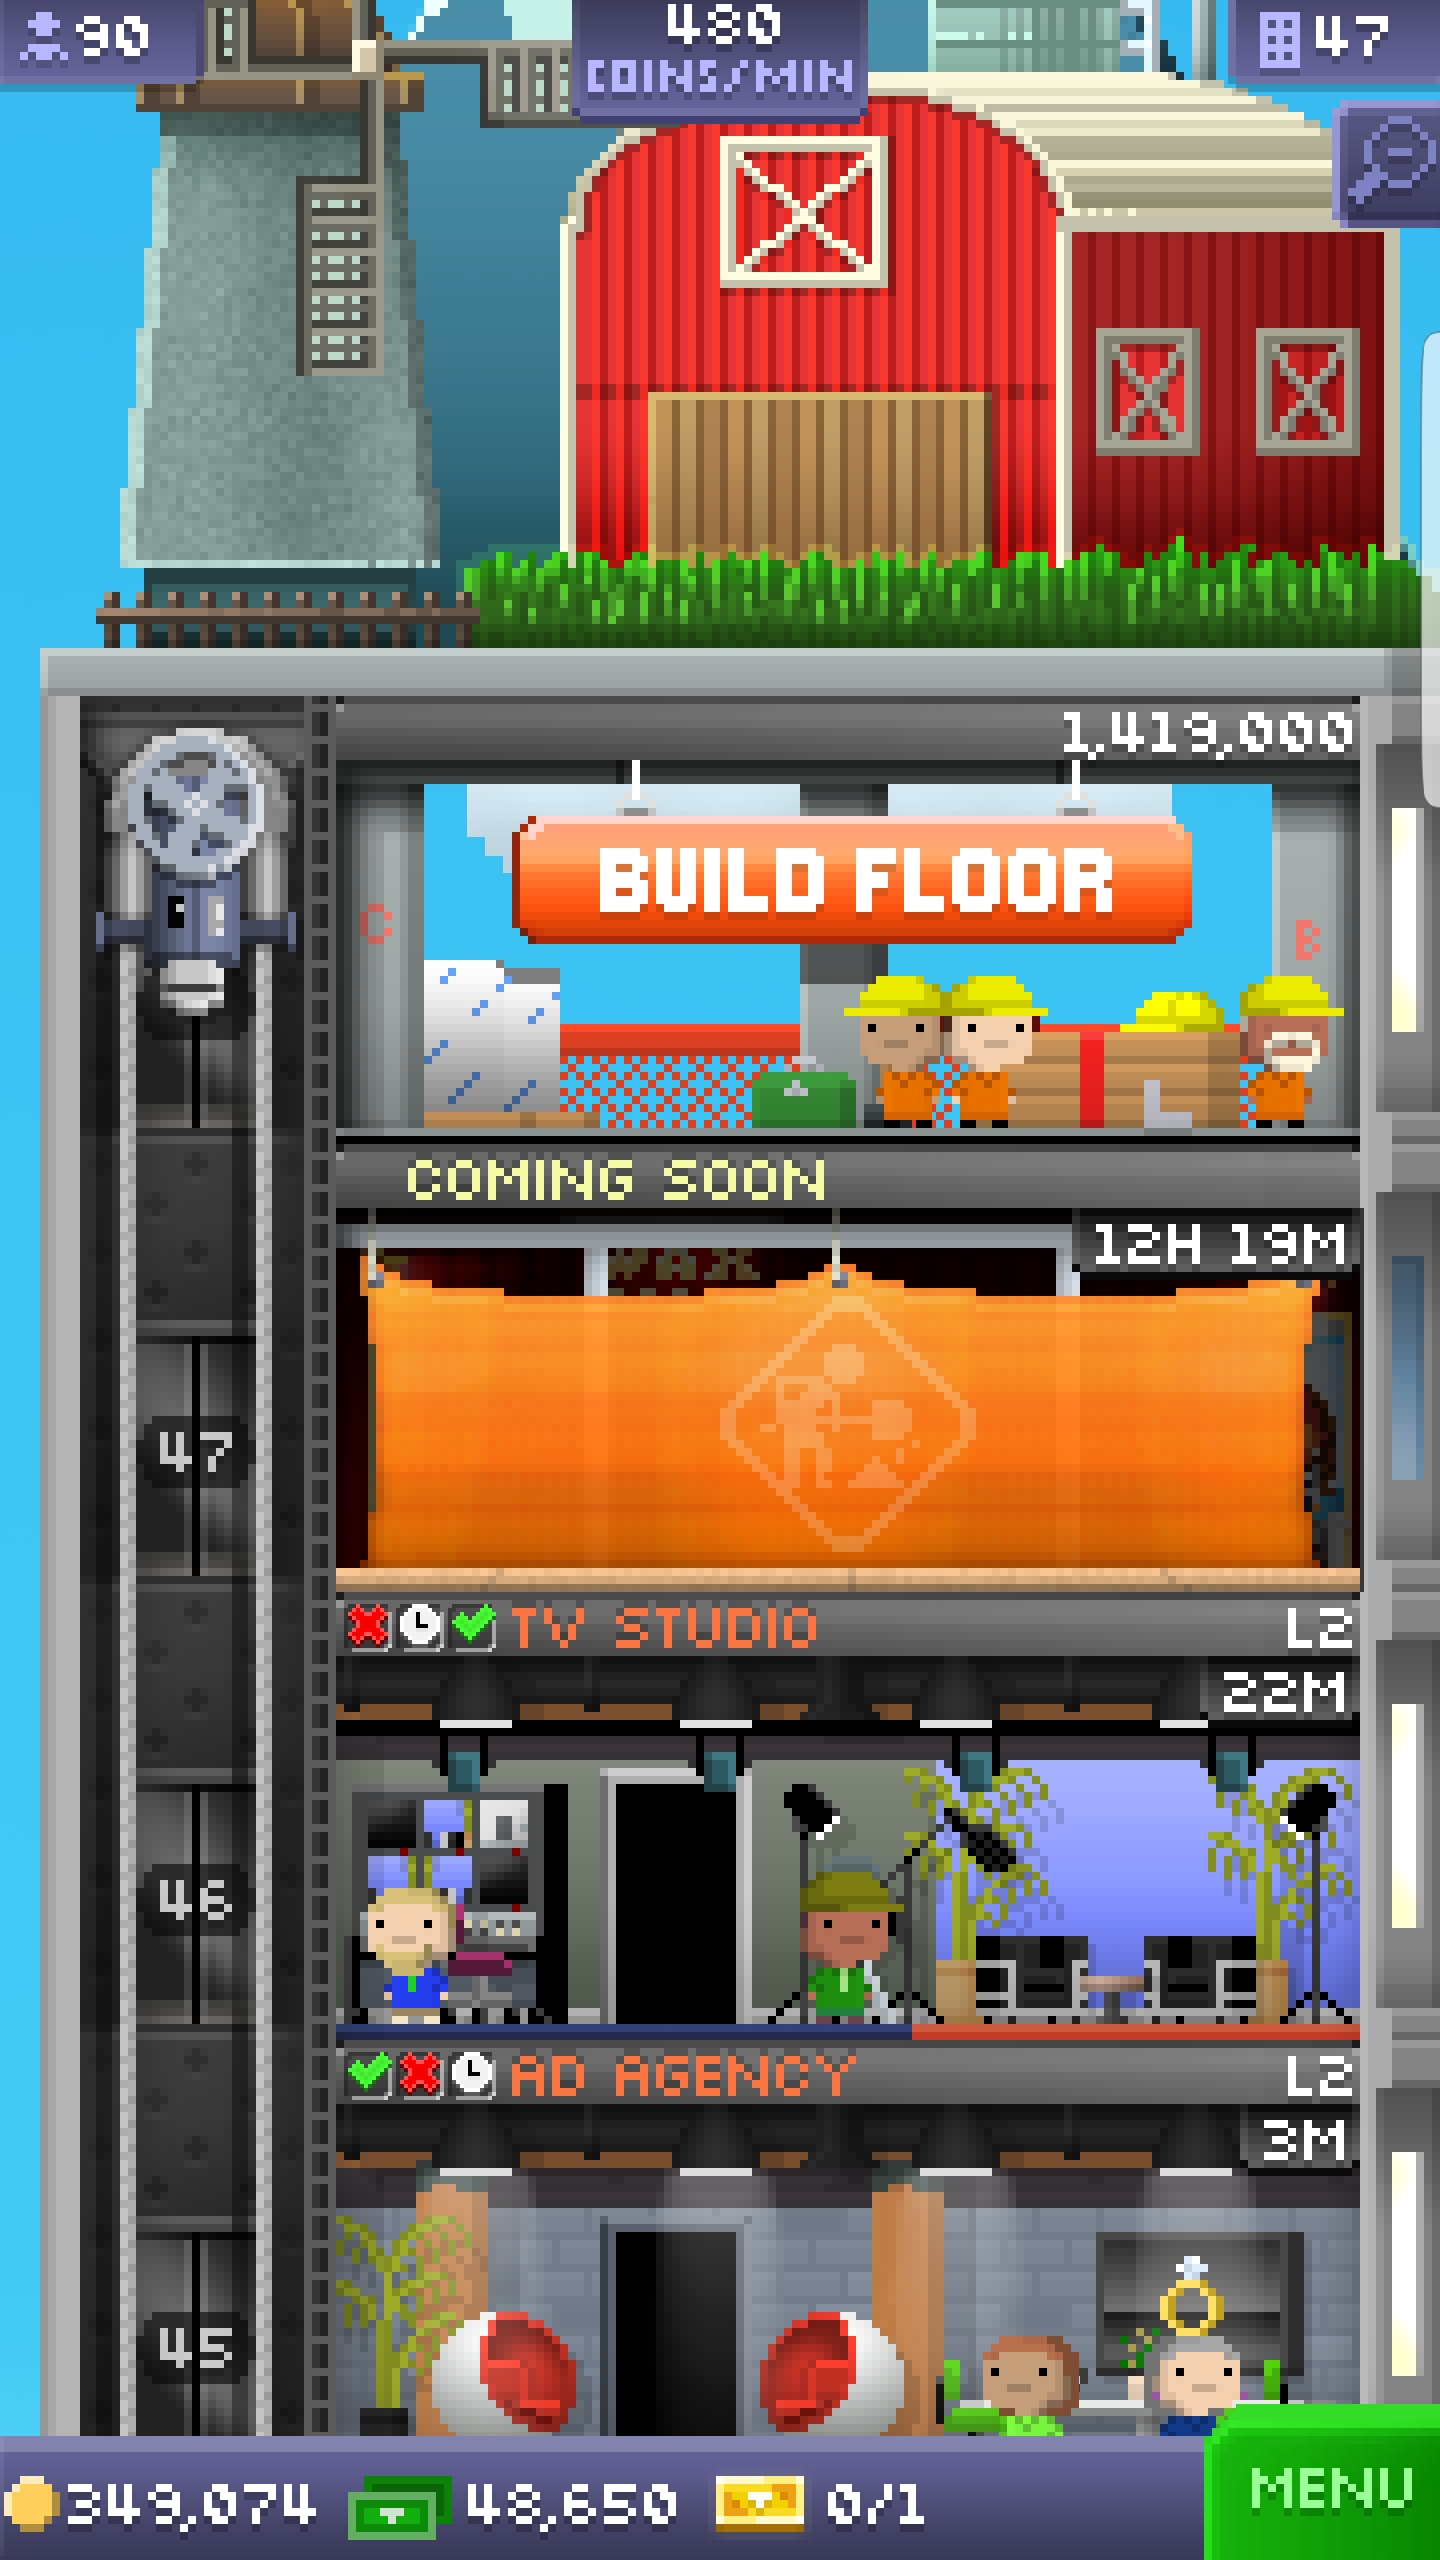 90
480
COINS/MIN
47
1,419,000
BUILD FLOOR
C
B
COMING SOON
12H 19M
47
TV STUDIO L2
22M
46
AD AGENCY L2
3M
45
349,074 48,650 0/1 MENU